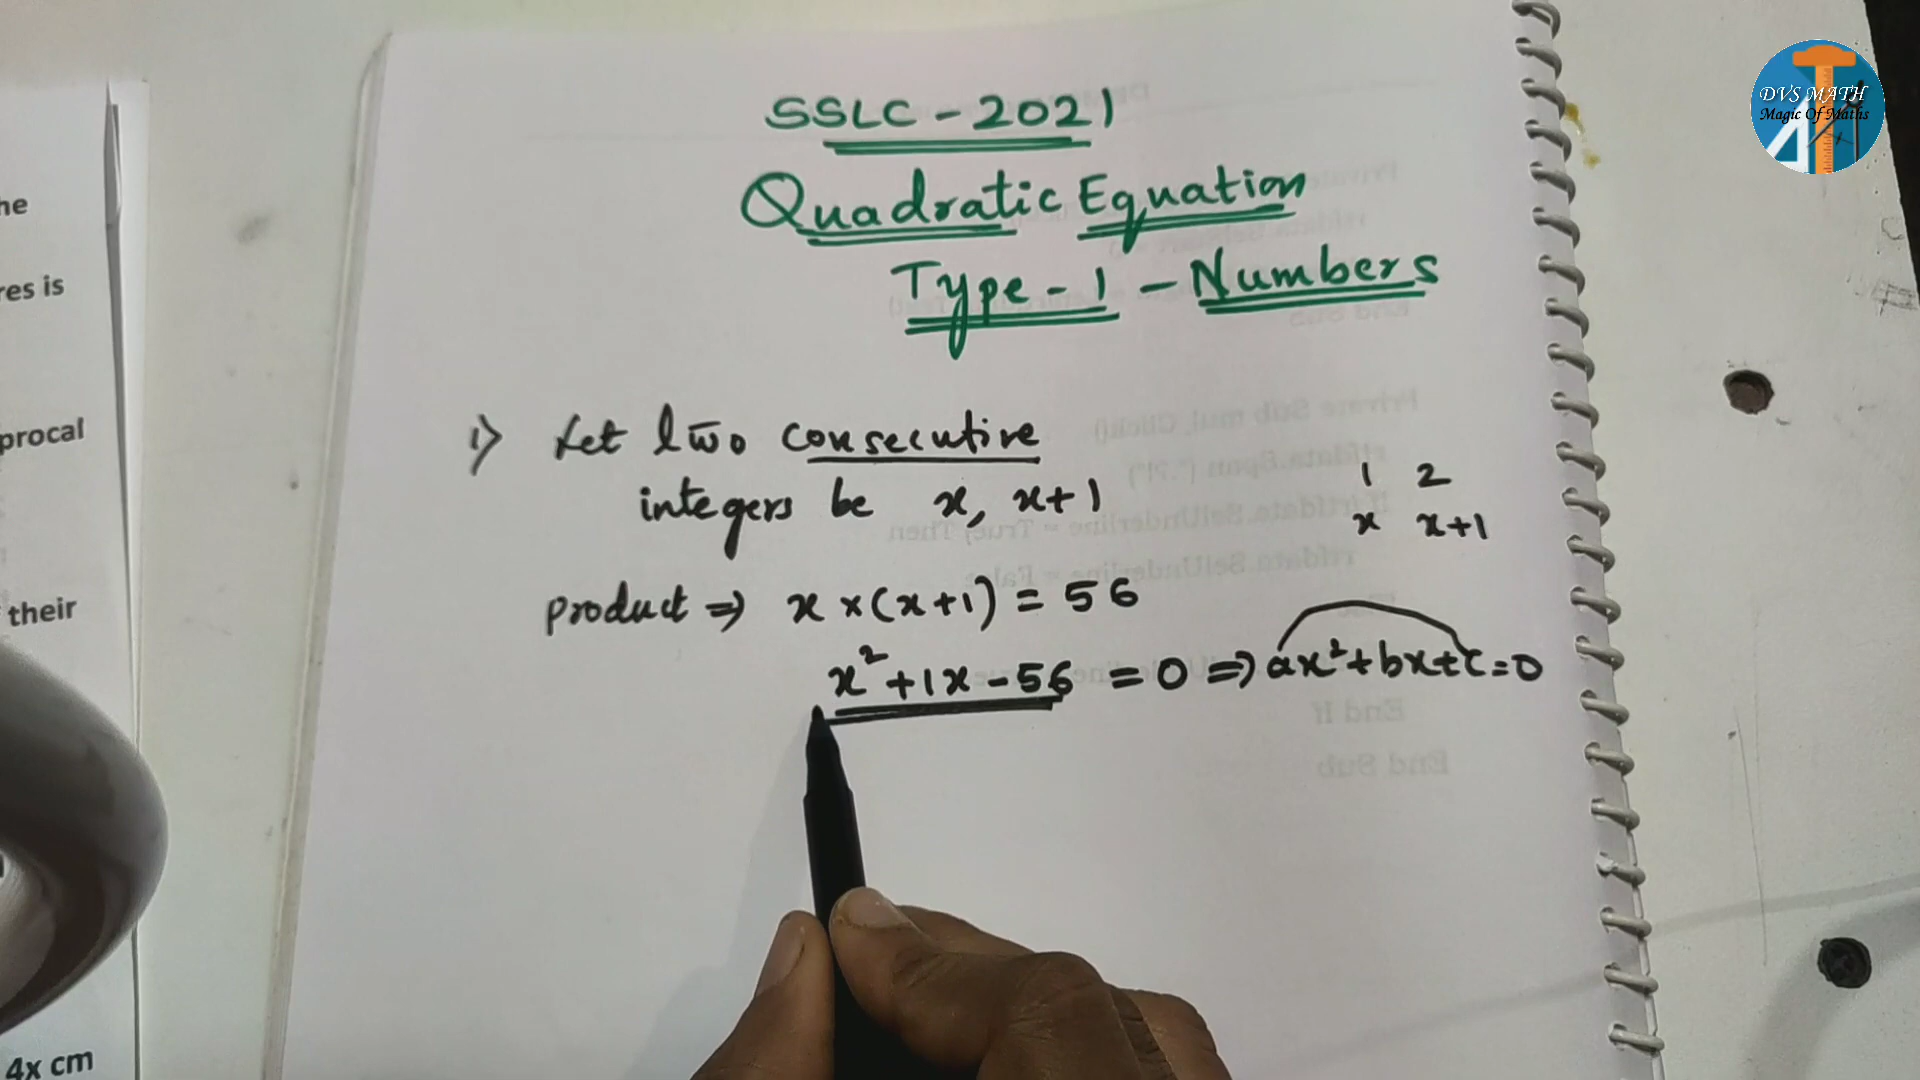 DVS MATH
Magic Of Maths
SSLC - 2021
Quadratic Equation
Type - 1 - Numbers
1) Let two consecutive
integers be x, x+1
1 2
x x+1
product ⇒ x × (x+1) = 56
x² + 1x - 56 = 0 ⇒ ax² + bx + c = 0
he
res is
procal
their
4x cm